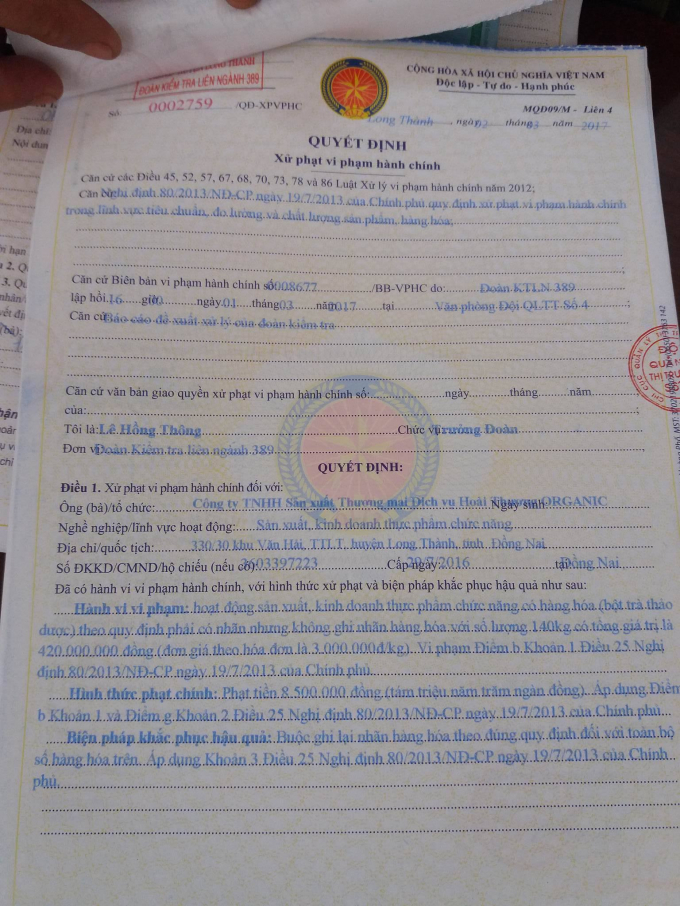 ĐOÀN KIỂM TRA LIÊN NGÀNH 389
Số: 0002759 /QĐ-XPVPHC
CỘNG HÒA XÃ HỘI CHỦ NGHĨA VIỆT NAM
Độc lập - Tự do - Hạnh phúc
MQĐ09/M - Liên 4
Long Thành, ngày 02 tháng 03 năm 2017
QUYẾT ĐỊNH
Xử phạt vi phạm hành chính
Căn cứ các Điều 45, 52, 57, 67, 68, 70, 73, 78 và 86 Luật Xử lý vi phạm hành chính năm 2012;
Căn cứ Nghị định 80/2013/NĐ-CP ngày 19/7/2013 của Chính phủ quy định xử phạt vi phạm hành chính
trong lĩnh vực tiêu chuẩn, đo lường và chất lượng sản phẩm, hàng hóa;
Căn cứ Biên bản vi phạm hành chính số 008677 /BB-VPHC do: Đoàn KTLN 389
lập hồi 16 giờ ngày 01 tháng 03 năm 2017 tại Văn phòng Đội QLTT Số 4 ;
Căn cứ Báo cáo đề xuất xử lý của đoàn kiểm tra
Căn cứ văn bản giao quyền xử phạt vi phạm hành chính số: ngày tháng năm
của: ;
Tôi là: Lê Hồng Thông Chức vụ: Trưởng Đoàn
Đơn vị: Đoàn Kiểm tra liên ngành 389
QUYẾT ĐỊNH:
Điều 1. Xử phạt vi phạm hành chính đối với:
Ông (bà)/tổ chức: Công ty TNHH Sản xuất Thương mại Dịch vụ Hoài ORGANIC Ngày sinh
Nghề nghiệp/lĩnh vực hoạt động: Sản xuất, kinh doanh thực phẩm chức năng
Địa chỉ/quốc tịch: 330/30 khu Văn Hải, TTLT, huyện Long Thành, tỉnh Đồng Nai
Số ĐKKD/CMND/hộ chiếu (nếu có) 03397223 Cấp ngày /2016 tại Đồng Nai
Đã có hành vi vi phạm hành chính, với hình thức xử phạt và biện pháp khắc phục hậu quả như sau:
Hành vi vi phạm: hoạt động sản xuất, kinh doanh thực phẩm chức năng có hàng hóa (bột trà thảo
dược) theo quy định phải có nhãn nhưng không ghi nhãn hàng hóa với số lượng 140kg có tổng giá trị là
420.000.000 đồng (đơn giá theo hóa đơn là 3.000.000đ/kg). Vi phạm Điểm b Khoản 1 Điều 25 Nghị
định 80/2013/NĐ-CP ngày 19/7/2013 của Chính phủ.
Hình thức phạt chính: Phạt tiền 8.500.000 đồng (tám triệu năm trăm ngàn đồng). Áp dụng Điểm
b Khoản 1 và Điểm g Khoản 2 Điều 25 Nghị định 80/2013/NĐ-CP ngày 19/7/2013 của Chính phủ
Biện pháp khắc phục hậu quả: Buộc ghi lại nhãn hàng hóa theo đúng quy định đối với toàn bộ
số hàng hóa trên. Áp dụng Khoản 3 Điều 25 Nghị định 80/2013/NĐ-CP ngày 19/7/2013 của Chính
phủ.